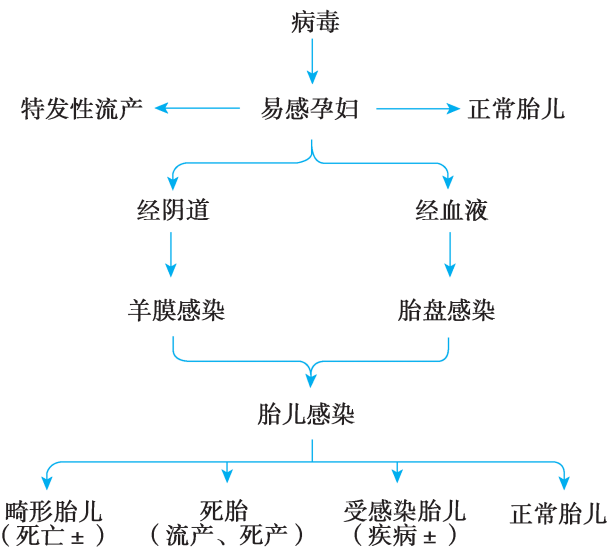 病毒
特发性流产
易感孕妇
正常胎儿
经阴道
经血液
羊膜感染
胎盘感染
胎儿感染
畸形胎儿
（死亡±）
死胎
（流产、死产）
受感染胎儿
（疾病±）
正常胎儿